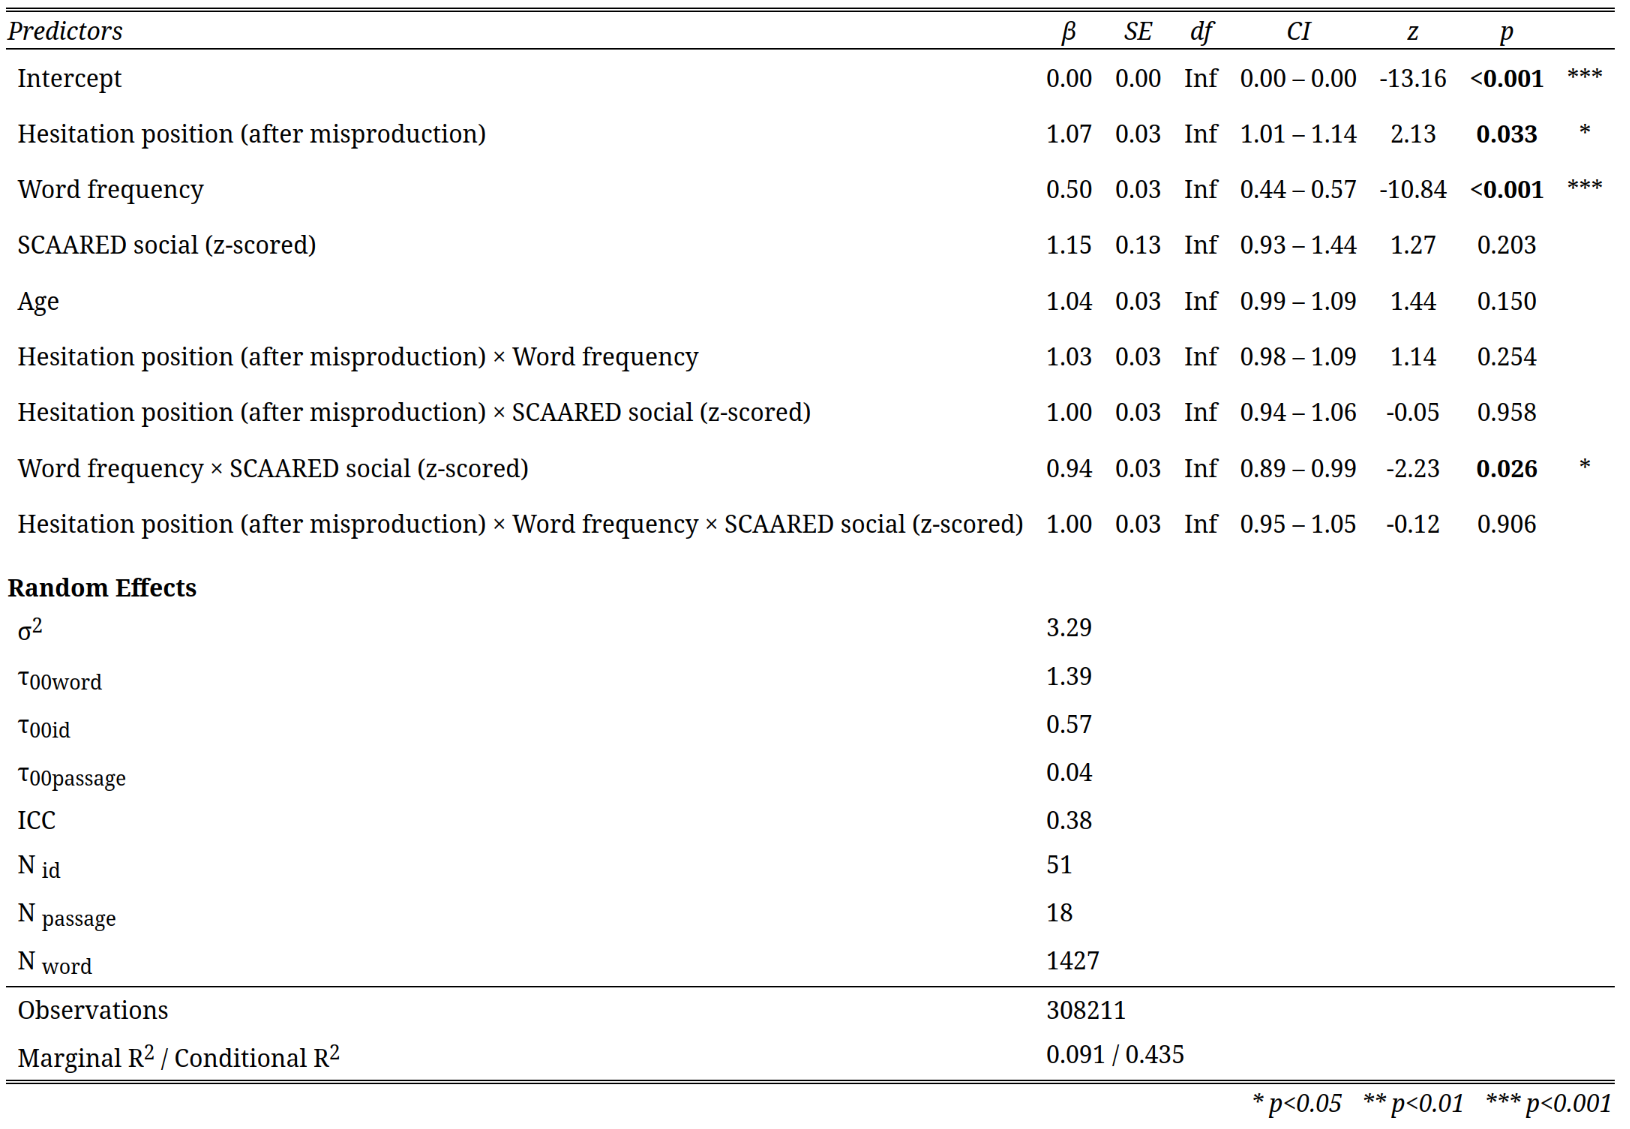 Predictors β SE df CI z p
Intercept 0.00 0.00 Inf 0.00 – 0.00 -13.16 <0.001 ***
Hesitation position (after misproduction) 1.07 0.03 Inf 1.01 – 1.14 2.13 0.033 *
Word frequency 0.50 0.03 Inf 0.44 – 0.57 -10.84 <0.001 ***
SCAARED social (z-scored) 1.15 0.13 Inf 0.93 – 1.44 1.27 0.203
Age 1.04 0.03 Inf 0.99 – 1.09 1.44 0.150
Hesitation position (after misproduction) × Word frequency 1.03 0.03 Inf 0.98 – 1.09 1.14 0.254
Hesitation position (after misproduction) × SCAARED social (z-scored) 1.00 0.03 Inf 0.94 – 1.06 -0.05 0.958
Word frequency × SCAARED social (z-scored) 0.94 0.03 Inf 0.89 – 0.99 -2.23 0.026 *
Hesitation position (after misproduction) × Word frequency × SCAARED social (z-scored) 1.00 0.03 Inf 0.95 – 1.05 -0.12 0.906
Random Effects
σ2 3.29
τ00word 1.39
τ00id 0.57
τ00passage 0.04
ICC 0.38
N id 51
N passage 18
N word 1427
Observations 308211
Marginal R2 / Conditional R2 0.091 / 0.435
* p<0.05 ** p<0.01 *** p<0.001